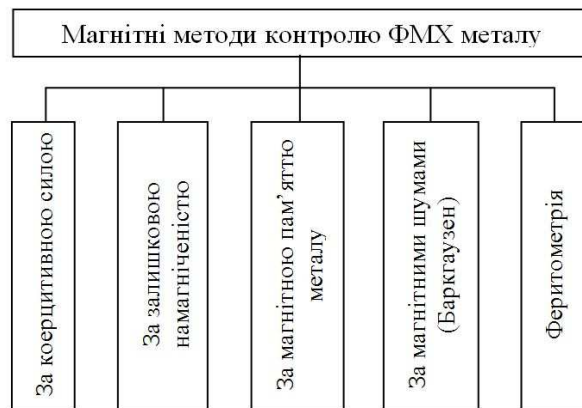 Магнітні методи контролю ФМХ металу
За коерцитивною силою
За залишковою
намагніченістю
За магнітною пам’яттю
металу
За магнітними шумами
(Баркгаузен)
Феритометрія